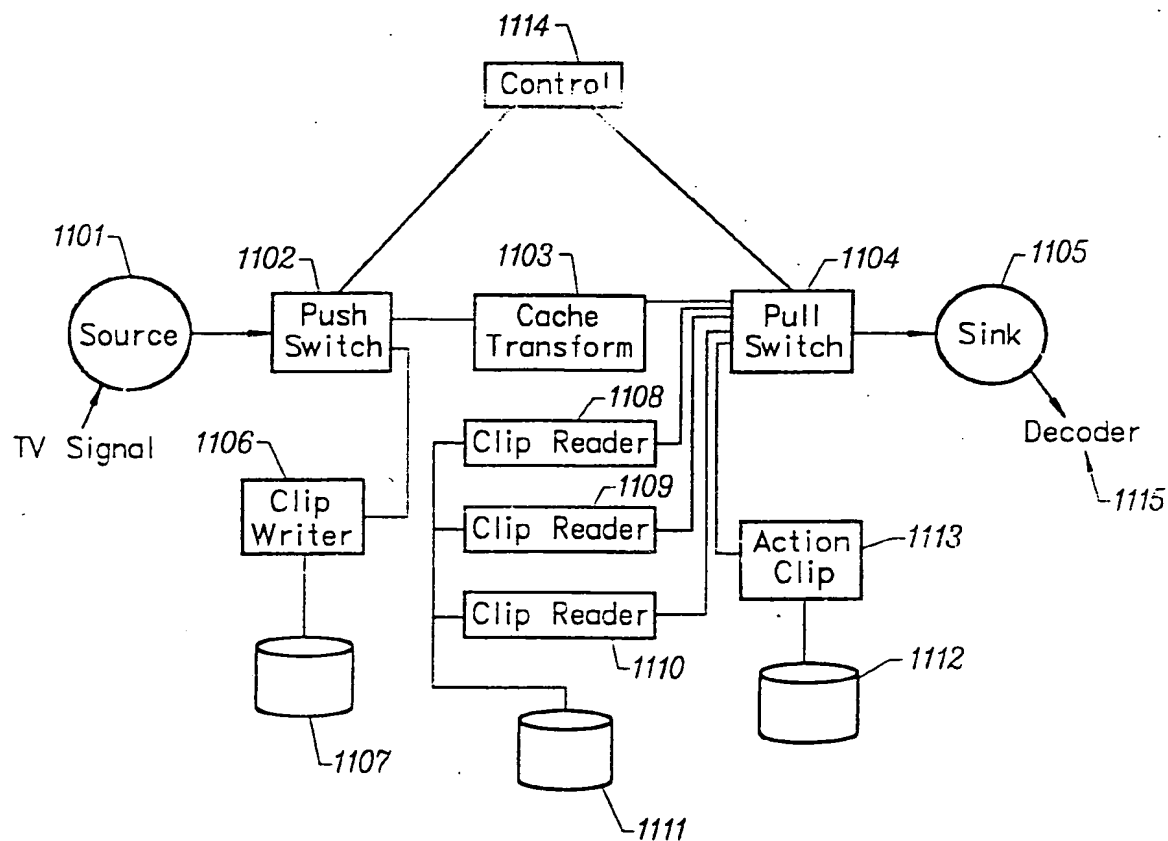 1114
Control
1101
1102
1103
1104
1105
Source
Push
Switch
Cache
Transform
Pull
Switch
Sink
TV Signal
1108
Clip Reader
Decoder
1115
1106
Clip
Writer
1109
Clip Reader
Action
Clip
1113
Clip Reader
1110
1112
1107
1111